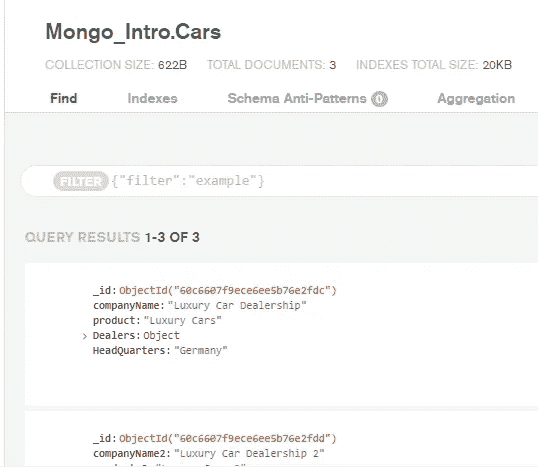 Mongo_Intro.Cars
COLLECTION SIZE: 622B TOTAL DOCUMENTS: 3 INDEXES TOTAL SIZE: 20KB
Find Indexes Schema Anti-Patterns 0 Aggregation
FILTER {"filter":"example"}
QUERY RESULTS 1-3 OF 3
_id: ObjectId("60c6607f9ece6ee5b76e2fdc")
companyName: "Luxury Car Dealership"
product: "Luxury Cars"
> Dealers: Object
HeadQuarters: "Germany"
_id: ObjectId("60c6607f9ece6ee5b76e2fdd")
companyName2: "Luxury Car Dealership 2"